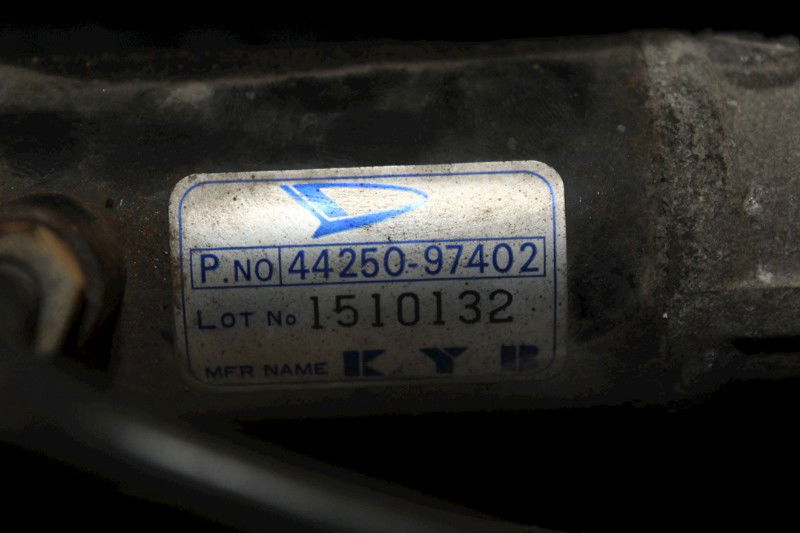 P.NO 44250-97402
LOT No 1510132
MFR NAME KYB